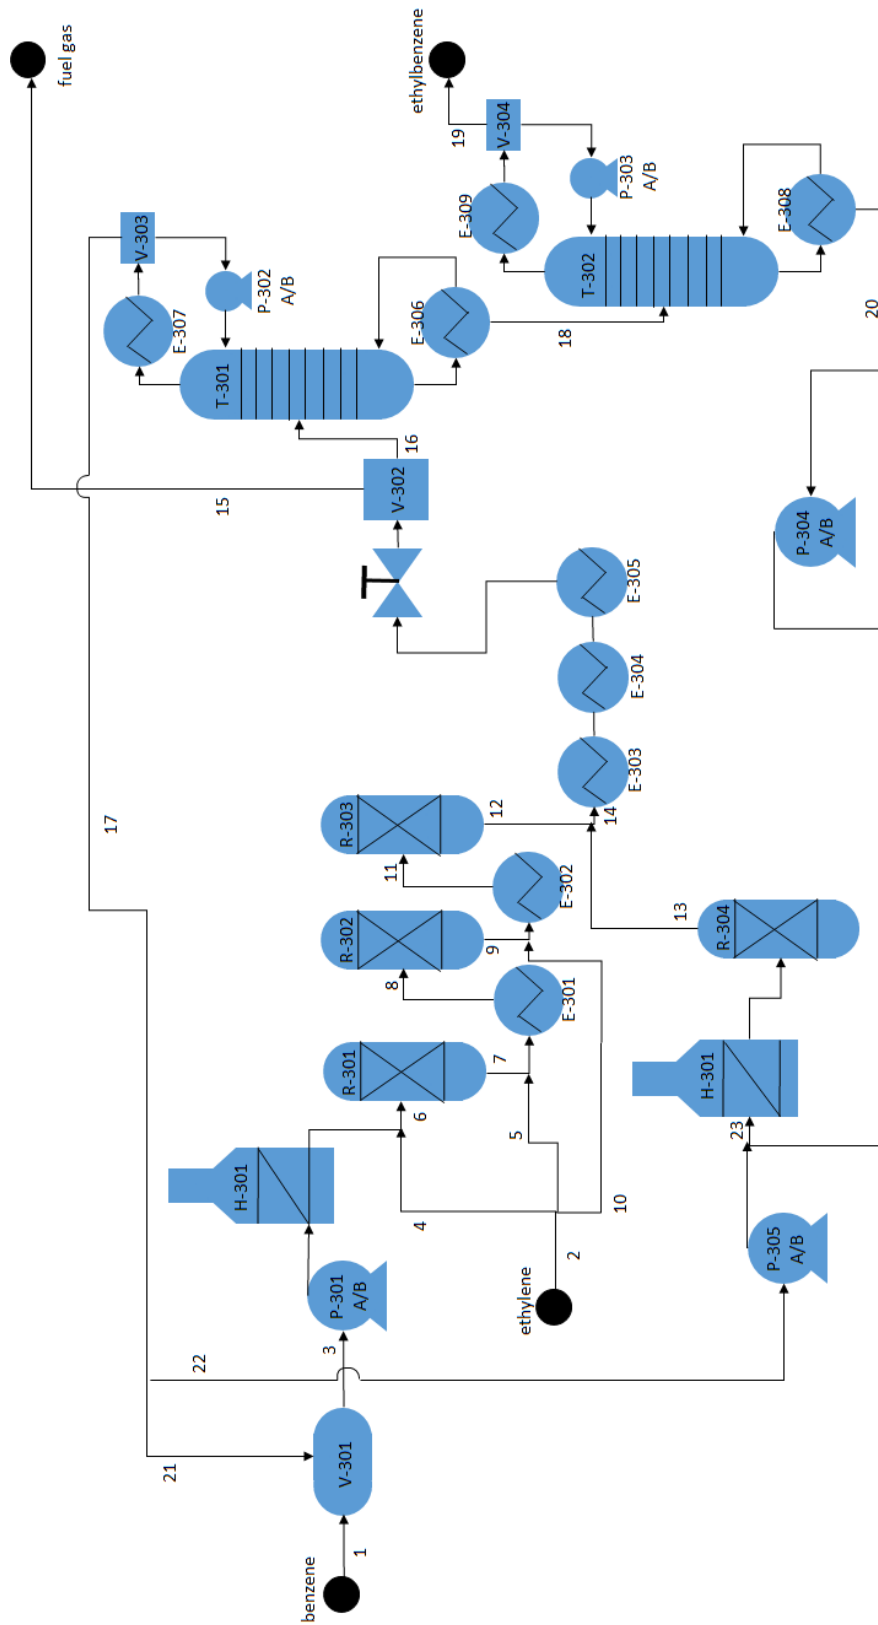 fuel gas
ethylbenzene
V-303
P-302
A/B
E-307
T-301
E-306
V-304
19
P-303
A/B
E-309
T-302
E-308
18
20
16
15
V-302
17
P-304
A/B
E-305
E-304
E-303
14
R-303
12
11
E-302
R-302
9
8
E-301
R-301
7
6
5
4
10
2
ethylene
H-301
P-301
A/B
3
13
R-304
H-301
23
P-305
A/B
22
21
V-301
1
benzene